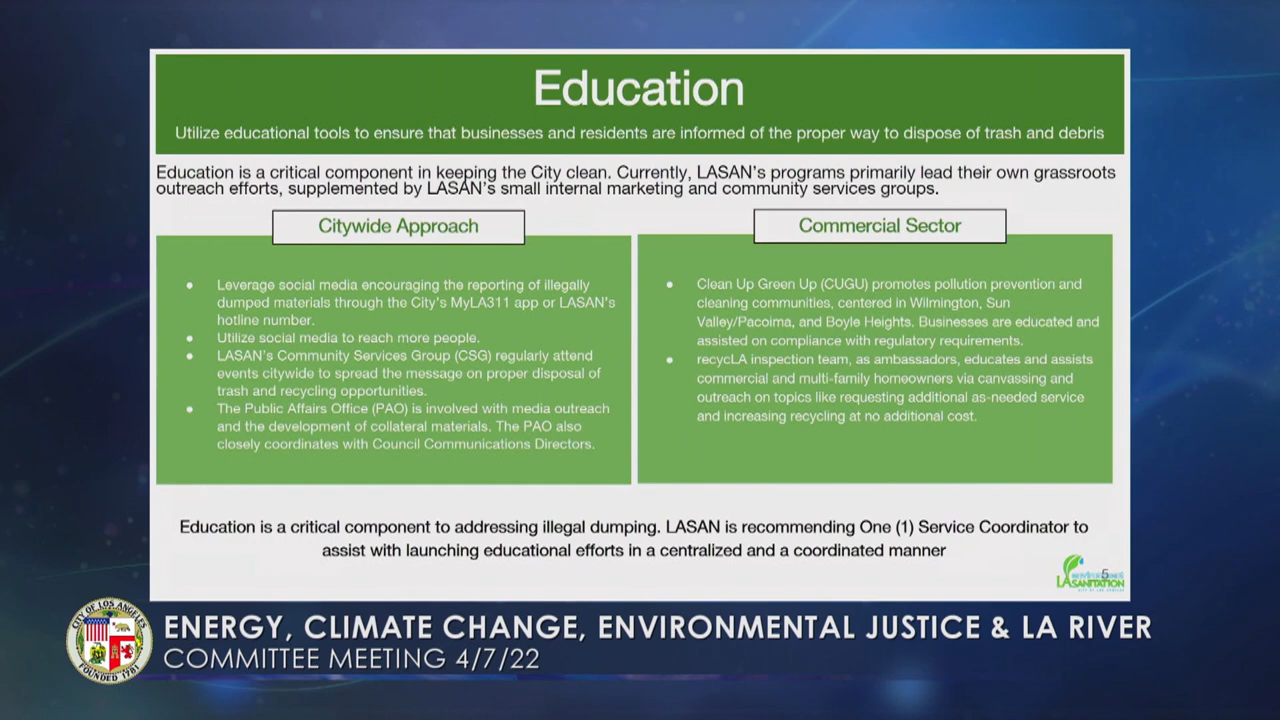 Education
Utilize educational tools to ensure that businesses and residents are informed of the proper way to dispose of trash and debris
Education is a critical component in keeping the City clean. Currently, LASAN's programs primarily lead their own grassroots
outreach efforts, supplemented by LASAN's small internal marketing and community services groups.
Citywide Approach
• Leverage social media encouraging the reporting of illegally
dumped materials through the City's MyLA311 app or LASAN's
hotline number.
• Utilize social media to reach more people.
• LASAN's Community Services Group (CSG) regularly attend
events citywide to spread the message on proper disposal of
trash and recycling opportunities.
• The Public Affairs Office (PAO) is involved with media outreach
and the development of collateral materials. The PAO also
closely coordinates with Council Communications Directors.
Commercial Sector
• Clean Up Green Up (CUGU) promotes pollution prevention and
cleaning communities, centered in Wilmington, Sun
Valley/Pacoima, and Boyle Heights. Businesses are educated and
assisted on compliance with regulatory requirements.
• recycLA inspection team, as ambassadors, educates and assists
commercial and multi-family homeowners via canvassing and
outreach on topics like requesting additional as-needed service
and increasing recycling at no additional cost.
Education is a critical component to addressing illegal dumping. LASAN is recommending One (1) Service Coordinator to
assist with launching educational efforts in a centralized and a coordinated manner
5
LASANITATION
CITY OF LOS ANGELES
FOUNDED 1781
ENERGY, CLIMATE CHANGE, ENVIRONMENTAL JUSTICE & LA RIVER
COMMITTEE MEETING 4/7/22